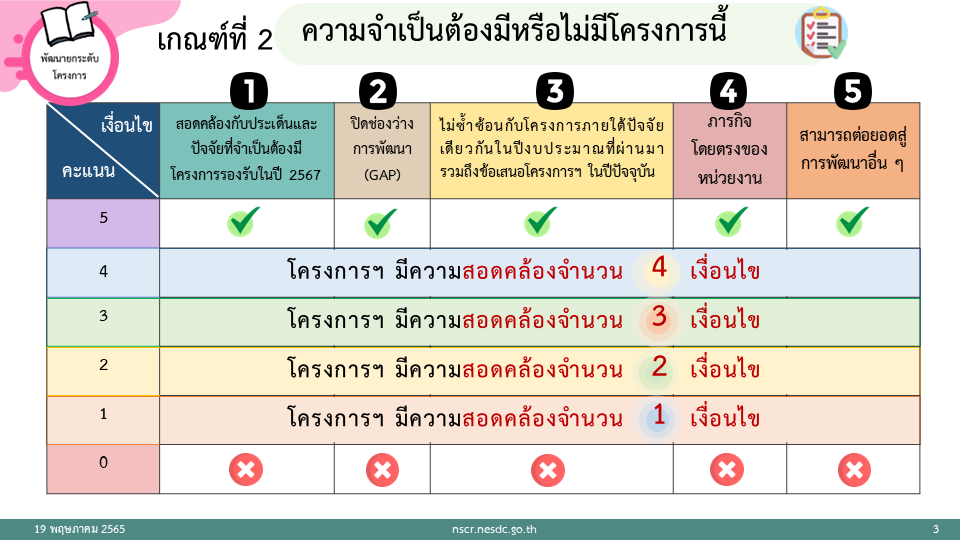 พัฒนายกระดับ
โครงการ
เกณฑ์ที่ 2
ความจำเป็นต้องมีหรือไม่มีโครงการนี้
1
2
3
4
5
เงื่อนไข
คะแนน
สอดคล้องกับประเด็นและ
ปัจจัยที่จำเป็นต้องมี
โครงการรองรับในปี 2567
ปิดช่องว่าง
การพัฒนา
(GAP)
ไม่ซ้ำซ้อนกับโครงการภายใต้ปัจจัย
เดียวกันในปีงบประมาณที่ผ่านมา
รวมถึงข้อเสนอโครงการฯ ในปีปัจจุบัน
ภารกิจ
โดยตรงของ
หน่วยงาน
สามารถต่อยอดสู่
การพัฒนาอื่น ๆ
5
4 โครงการฯ มีความสอดคล้องจำนวน 4 เงื่อนไข
3 โครงการฯ มีความสอดคล้องจำนวน 3 เงื่อนไข
2 โครงการฯ มีความสอดคล้องจำนวน 2 เงื่อนไข
1 โครงการฯ มีความสอดคล้องจำนวน 1 เงื่อนไข
0
19 พฤษภาคม 2565
nscr.nesdc.go.th
3